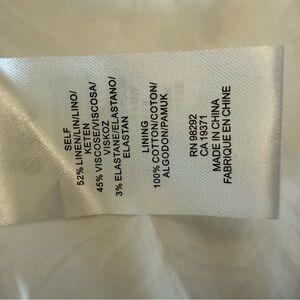 SELF
52% LINEN/LIN/LINO/
KETEN
45% VISCOSE/VISCOSA/
VISKOZ
3% ELASTANE/ELASTANO/
ELASTAN
LINING
100% COTTON/COTON/
ALGODON/PAMUK
RN 98292
CA 19371
MADE IN CHINA
FABRIQUE EN CHINE